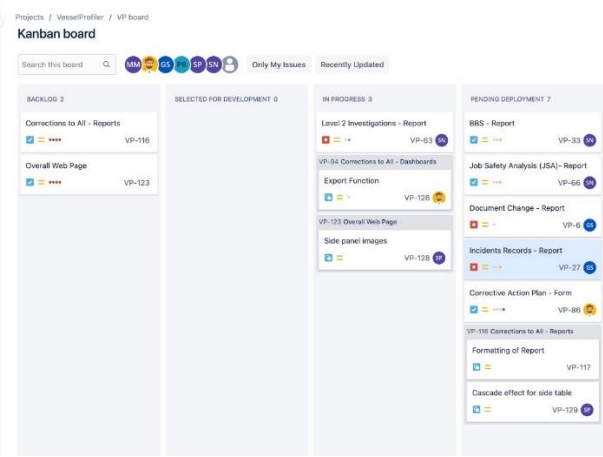 Projects / VesselProfiler / VP board
Kanban board
Search this board
MM
GS
PB
SP
SN
Only My Issues
Recently Updated
BACKLOG 2
Corrections to All - Reports
VP-116
Overall Web Page
VP-123
SELECTED FOR DEVELOPMENT 0
IN PROGRESS 3
Level 2 Investigations - Report
VP-63 SN
VP-94 Corrections to All - Dashboards
Export Function
VP-126
VP-123 Overall Web Page
Side panel images
VP-128 SP
PENDING DEPLOYMENT 7
BBS - Report
VP-33 SN
Job Safety Analysis (JSA)- Report
VP-66 SN
Document Change - Report
VP-6 GS
Incidents Records - Report
VP-27 GS
Corrective Action Plan - Form
VP-86
VP-116 Corrections to All - Reports
Formatting of Report
VP-117
Cascade effect for side table
VP-129 SP